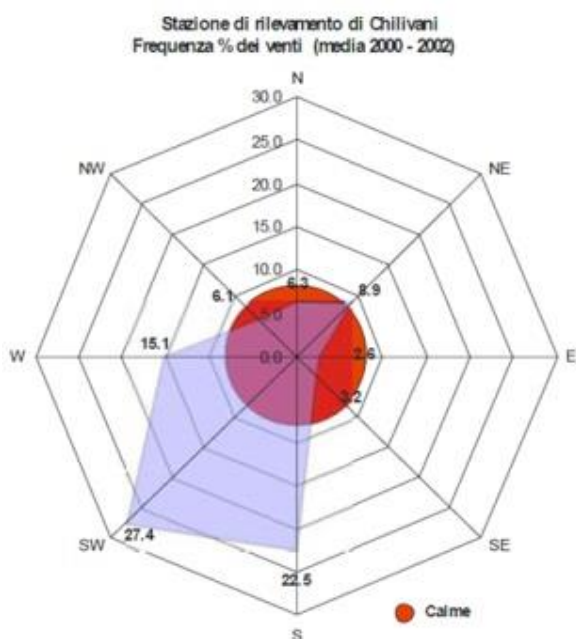 Stazione di rilevamento di Chilivani
Frequenza % dei venti (media 2000 - 2002)
N
30.0
25.0
NW
NE
20.0
15.0
10.0
6.3
6.1
8.9
5.0
15.1
W
0.0
2.6
E
3.2
27.4
SW
SE
22.5
Calme
S